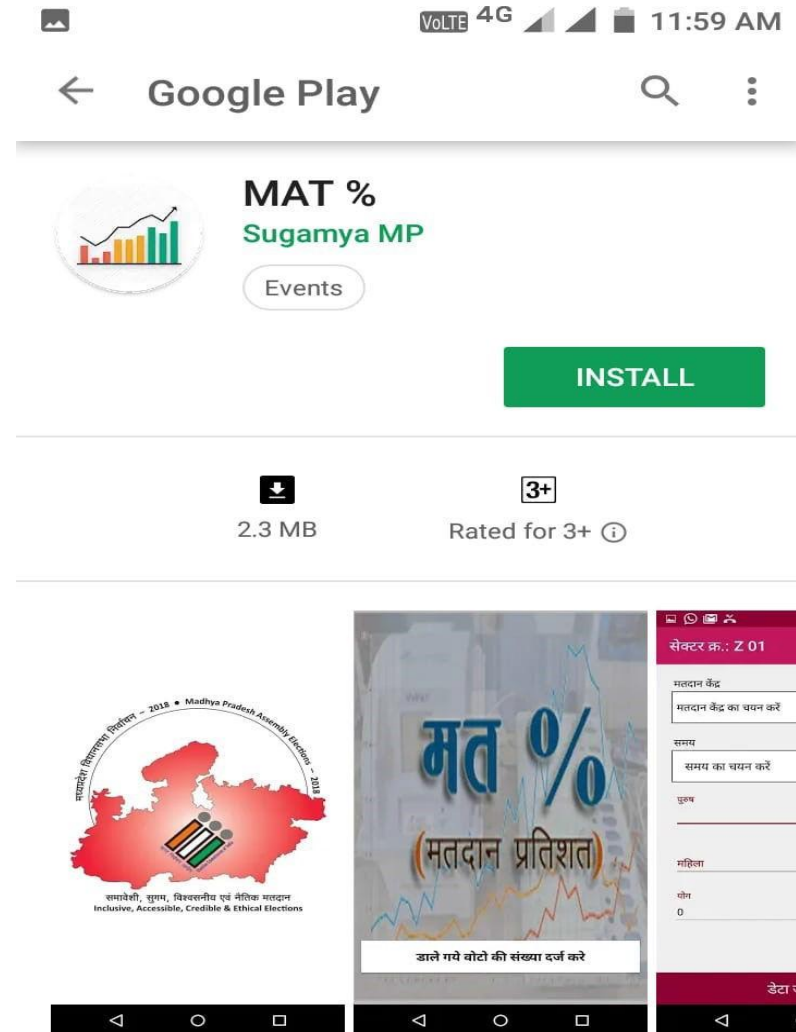 VoLTE 4G 11:59 AM
Google Play
MAT %
Sugamya MP
Events
INSTALL
3+
2.3 MB
Rated for 3+
मध्यप्रदेश विधानसभा निर्वाचन – 2018 • Madhya Pradesh Assembly Elections – 2018
समावेशी, सुगम, विश्वसनीय एवं नैतिक मतदान
Inclusive, Accessible, Credible & Ethical Elections
मत %
(मतदान प्रतिशत)
डाले गये वोटो की संख्या दर्ज करे
सेक्टर क्र.: Z 01
मतदान केंद्र
मतदान केंद्र का चयन करें
समय
समय का चयन करें
पुरुष
महिला
योग
0
डेटा